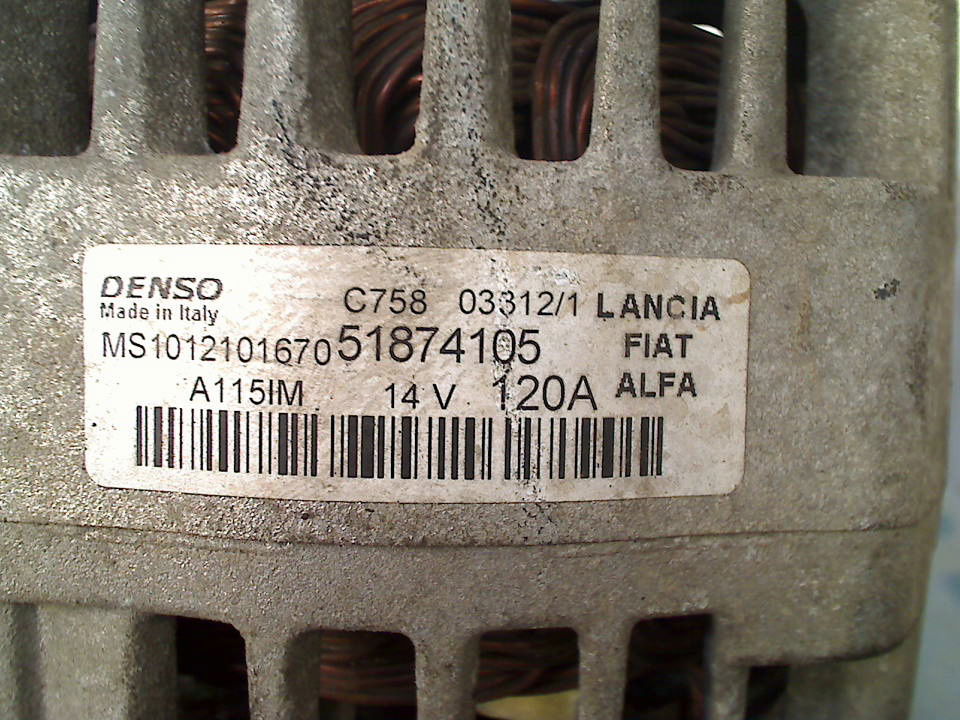 DENSO C758 03312/1 LANCIA
Made in Italy
MS1012101670 51874105 FIAT
A115IM 14 V 120A ALFA